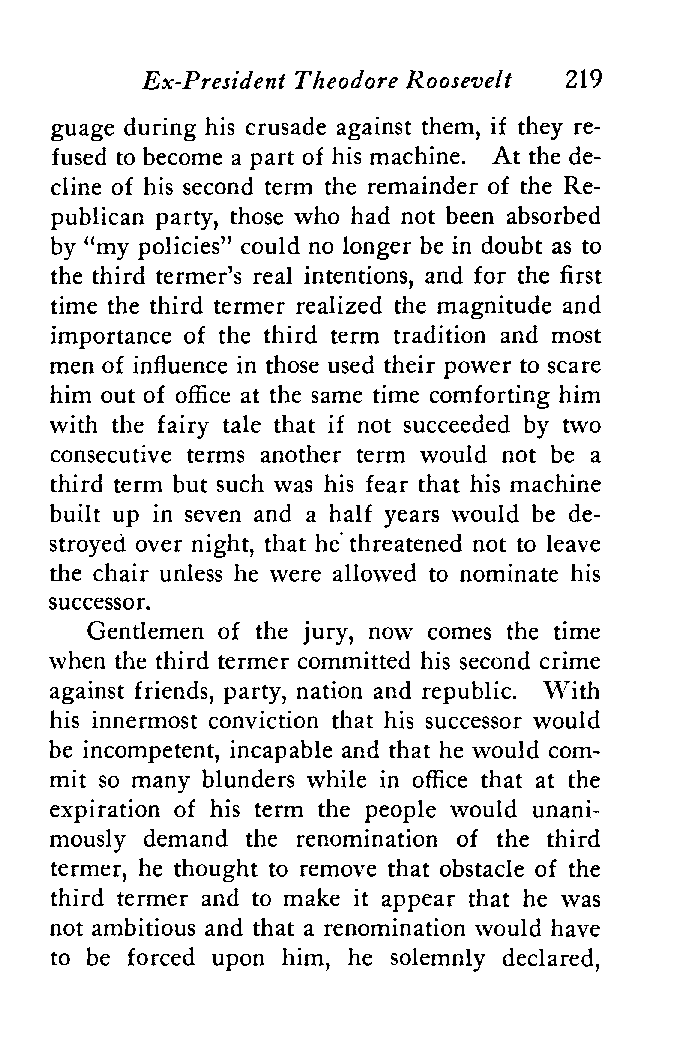 Ex-President Theodore Roosevelt 219
guage during his crusade against them, if they re-
fused to become a part of his machine. At the de-
cline of his second term the remainder of the Re-
publican party, those who had not been absorbed
by "my policies" could no longer be in doubt as to
the third termer's real intentions, and for the first
time the third termer realized the magnitude and
importance of the third term tradition and most
men of influence in those used their power to scare
him out of office at the same time comforting him
with the fairy tale that if not succeeded by two
consecutive terms another term would not be a
third term but such was his fear that his machine
built up in seven and a half years would be de-
stroyed over night, that he threatened not to leave
the chair unless he were allowed to nominate his
successor.
Gentlemen of the jury, now comes the time
when the third termer committed his second crime
against friends, party, nation and republic. With
his innermost conviction that his successor would
be incompetent, incapable and that he would com-
mit so many blunders while in office that at the
expiration of his term the people would unani-
mously demand the renomination of the third
termer, he thought to remove that obstacle of the
third termer and to make it appear that he was
not ambitious and that a renomination would have
to be forced upon him, he solemnly declared,